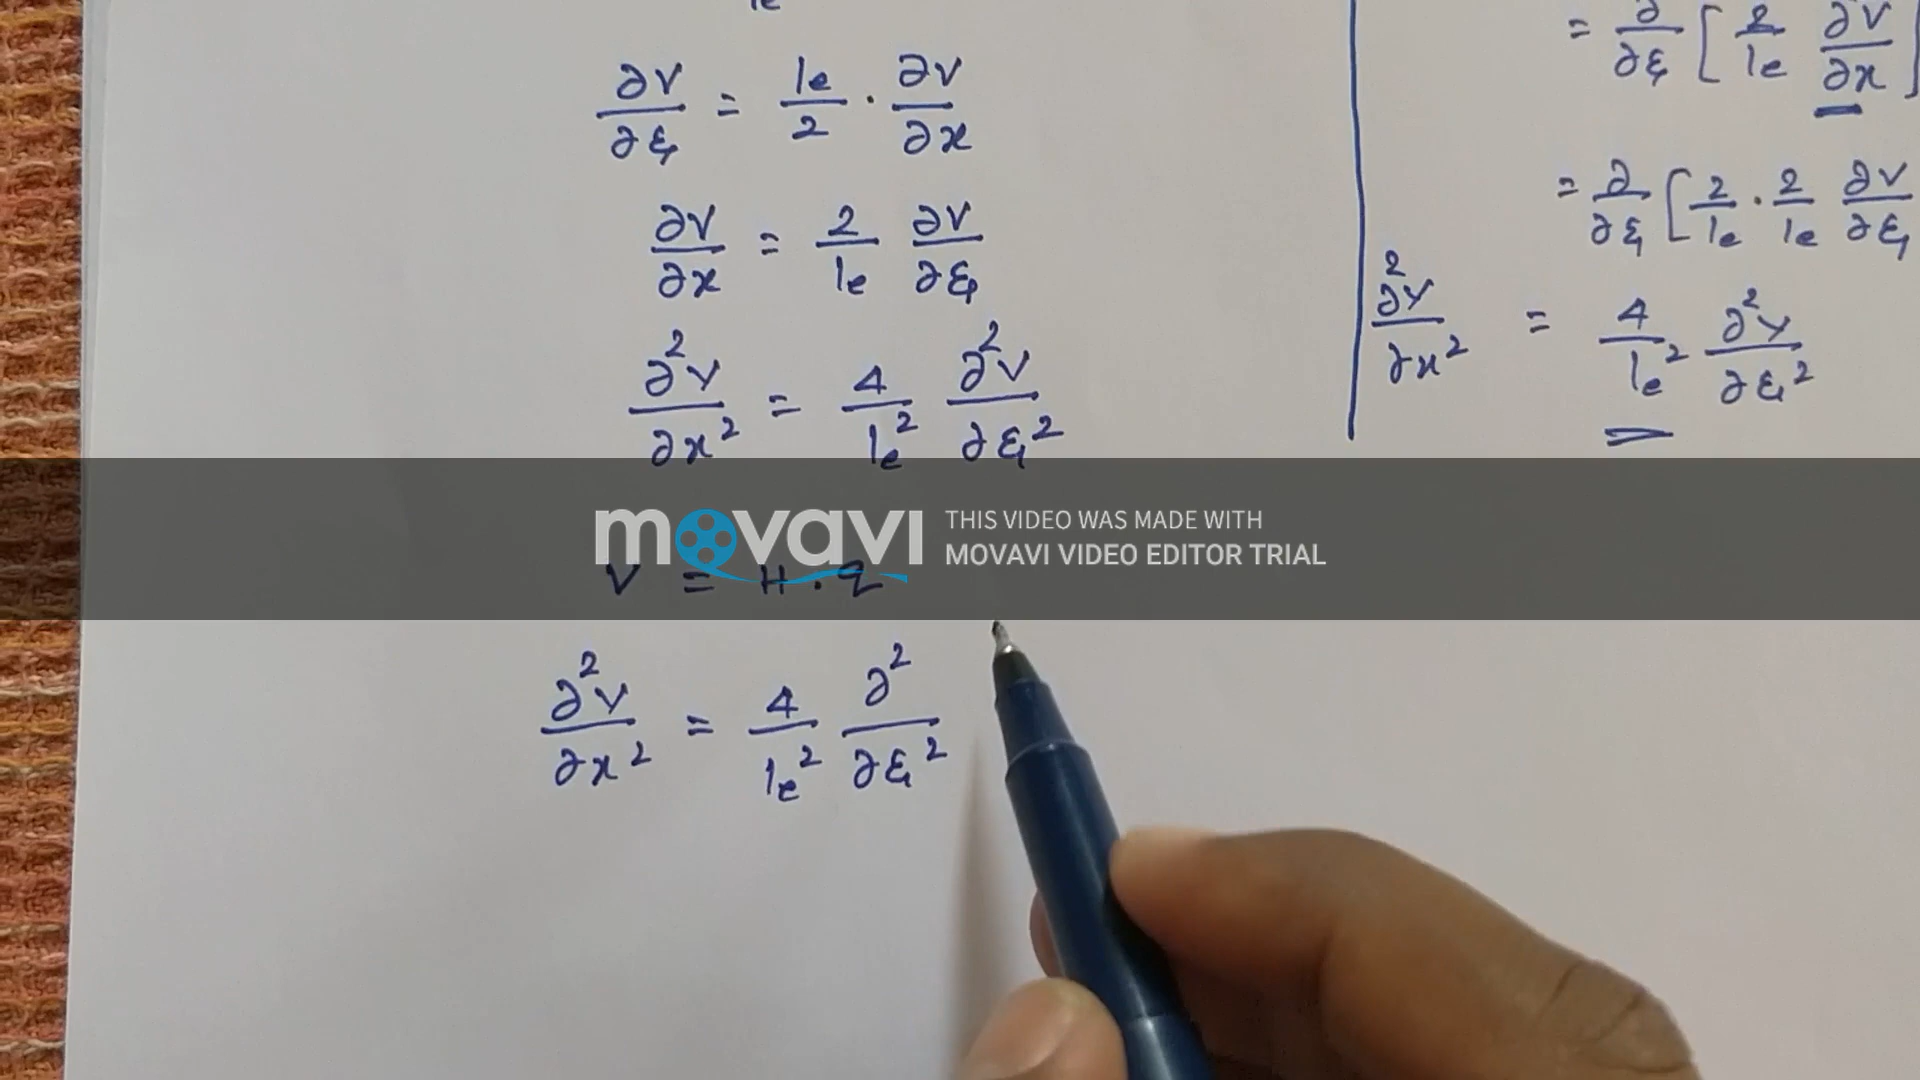 le
∂v/∂ξ = le/2 · ∂v/∂x
∂v/∂x = 2/le ∂v/∂ξ
∂²v/∂x² = 4/le² ∂²v/∂ξ²
movavi THIS VIDEO WAS MADE WITH
MOVAVI VIDEO EDITOR TRIAL
v = H · q
∂²v/∂x² = 4/le² ∂²/∂ξ²
= ∂/∂ξ [ 2/le ∂v/∂x ]
= ∂/∂ξ [ 2/le · 2/le ∂v/∂ξ
∂²v/∂x² = 4/le² ∂²v/∂ξ²